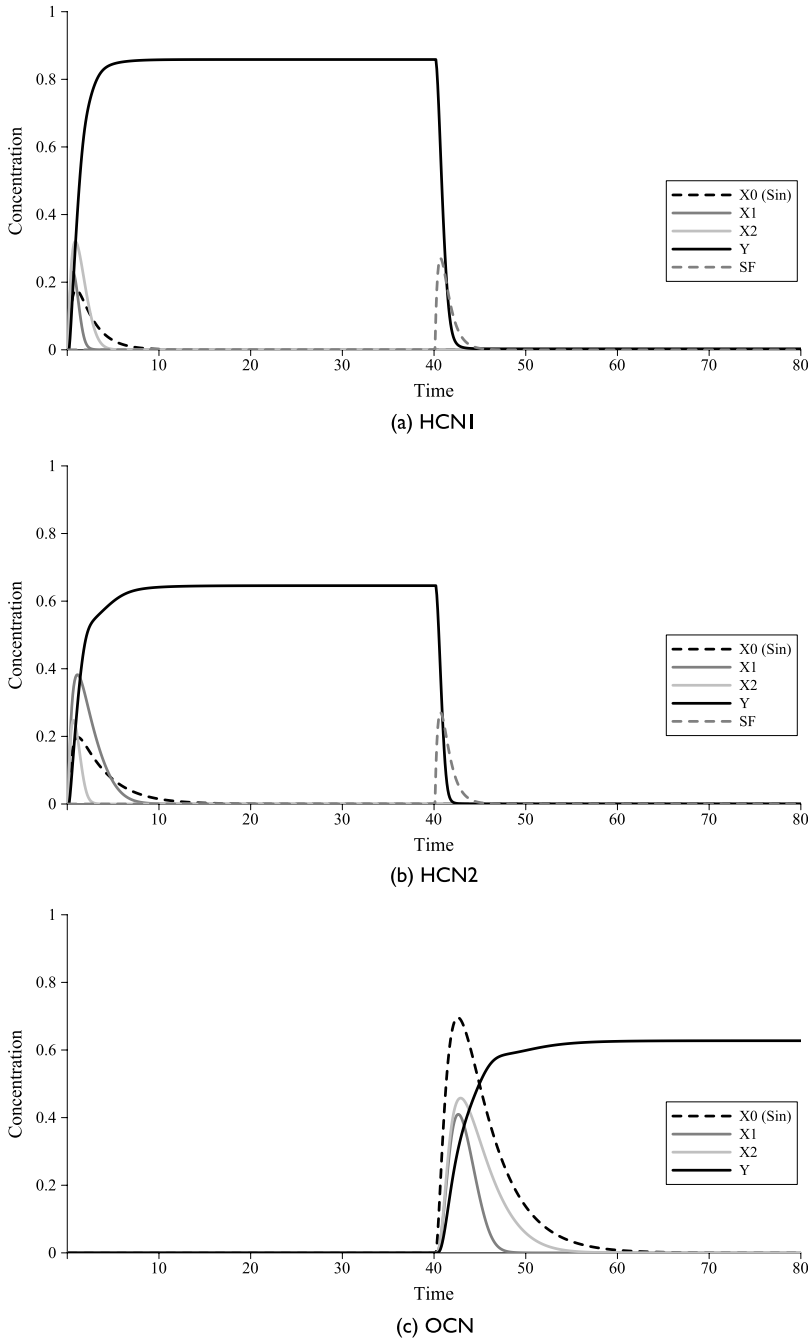 1
0.8
0.6
0.4
0.2
0
Concentration
10 20 30 40 50 60 70 80
Time
X0 (Sin)
X1
X2
Y
SF
(a) HCN1
1
0.8
0.6
0.4
0.2
0
Concentration
10 20 30 40 50 60 70 80
Time
X0 (Sin)
X1
X2
Y
SF
(b) HCN2
1
0.8
0.6
0.4
0.2
0
Concentration
10 20 30 40 50 60 70 80
Time
X0 (Sin)
X1
X2
Y
(c) OCN